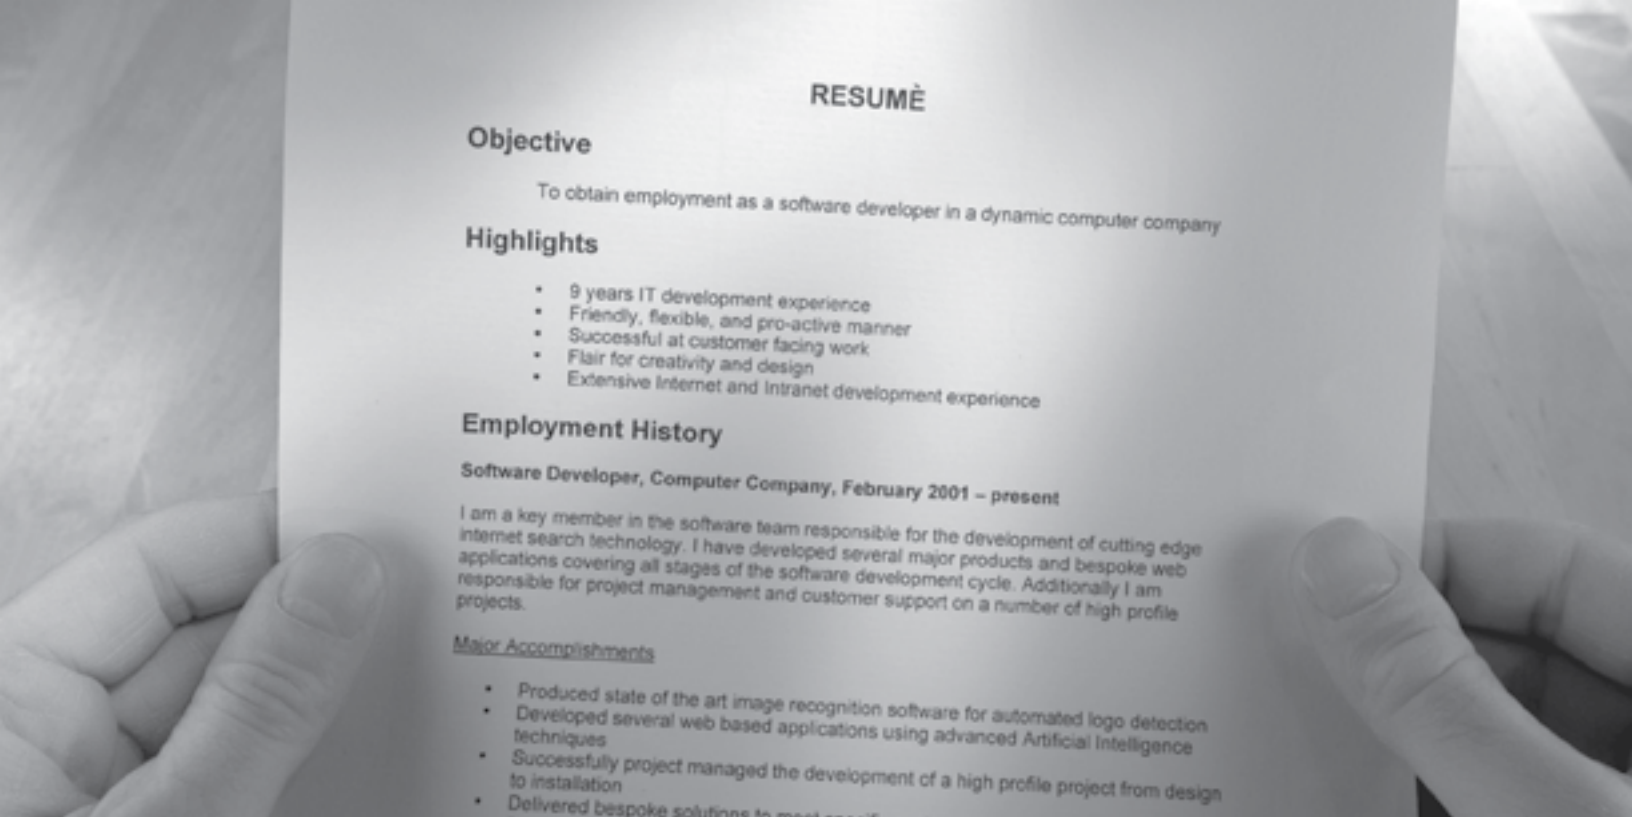 RESUMÈ
Objective
To obtain employment as a software developer in a dynamic computer company
Highlights
• 9 years IT development experience
• Friendly, flexible, and pro-active manner
• Successful at customer facing work
• Flair for creativity and design
• Extensive Internet and Intranet development experience
Employment History
Software Developer, Computer Company, February 2001 – present
I am a key member in the software team responsible for the development of cutting edge
internet search technology. I have developed several major products and bespoke web
applications covering all stages of the software development cycle. Additionally I am
responsible for project management and customer support on a number of high profile
projects.
Major Accomplishments
• Produced state of the art image recognition software for automated logo detection
• Developed several web based applications using advanced Artificial Intelligence
techniques
• Successfully project managed the development of a high profile project from design
to installation
• Delivered bespoke solutions to meet